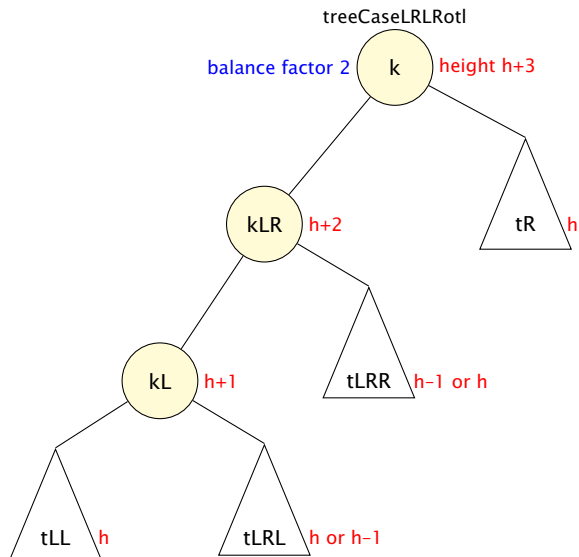 treeCaseLRLRotl
balance factor 2 k height h+3
kLR h+2 tR h
kL h+1 tLRR h-1 or h
tLL h tLRL h or h-1